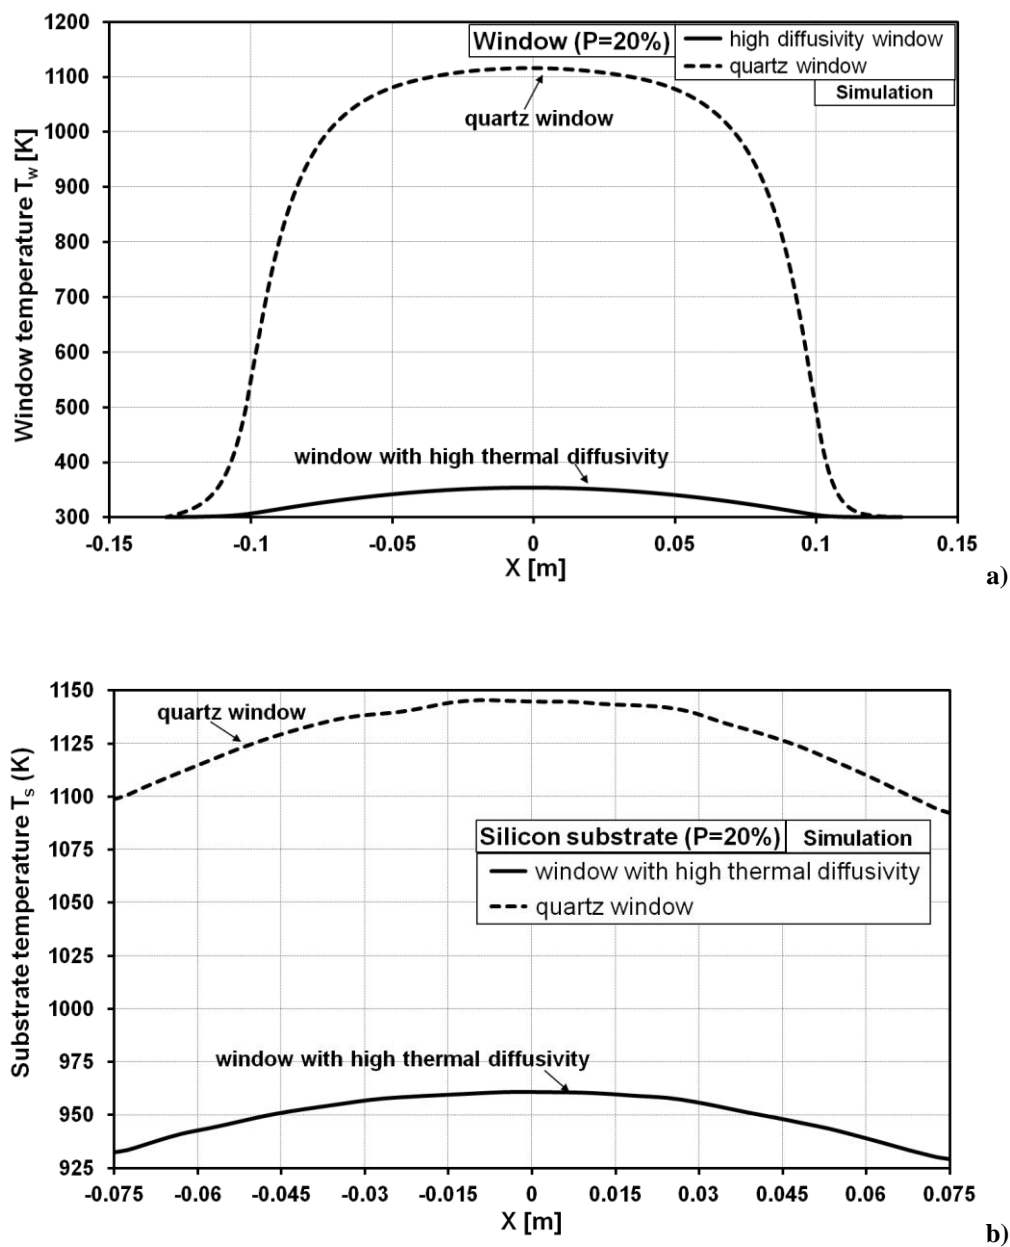 1200
1100
1000
900
800
700
600
500
400
300
Window temperature Tw [K]
Window (P=20%)
high diffusivity window
quartz window
Simulation
quartz window
window with high thermal diffusivity
-0.15 -0.1 -0.05 0 0.05 0.1 0.15
X [m]
a)
1150
1125
1100
1075
1050
1025
1000
975
950
925
Substrate temperature Ts (K)
quartz window
Silicon substrate (P=20%) Simulation
window with high thermal diffusivity
quartz window
window with high thermal diffusivity
-0.075 -0.06 -0.045 -0.03 -0.015 0 0.015 0.03 0.045 0.06 0.075
X [m]
b)